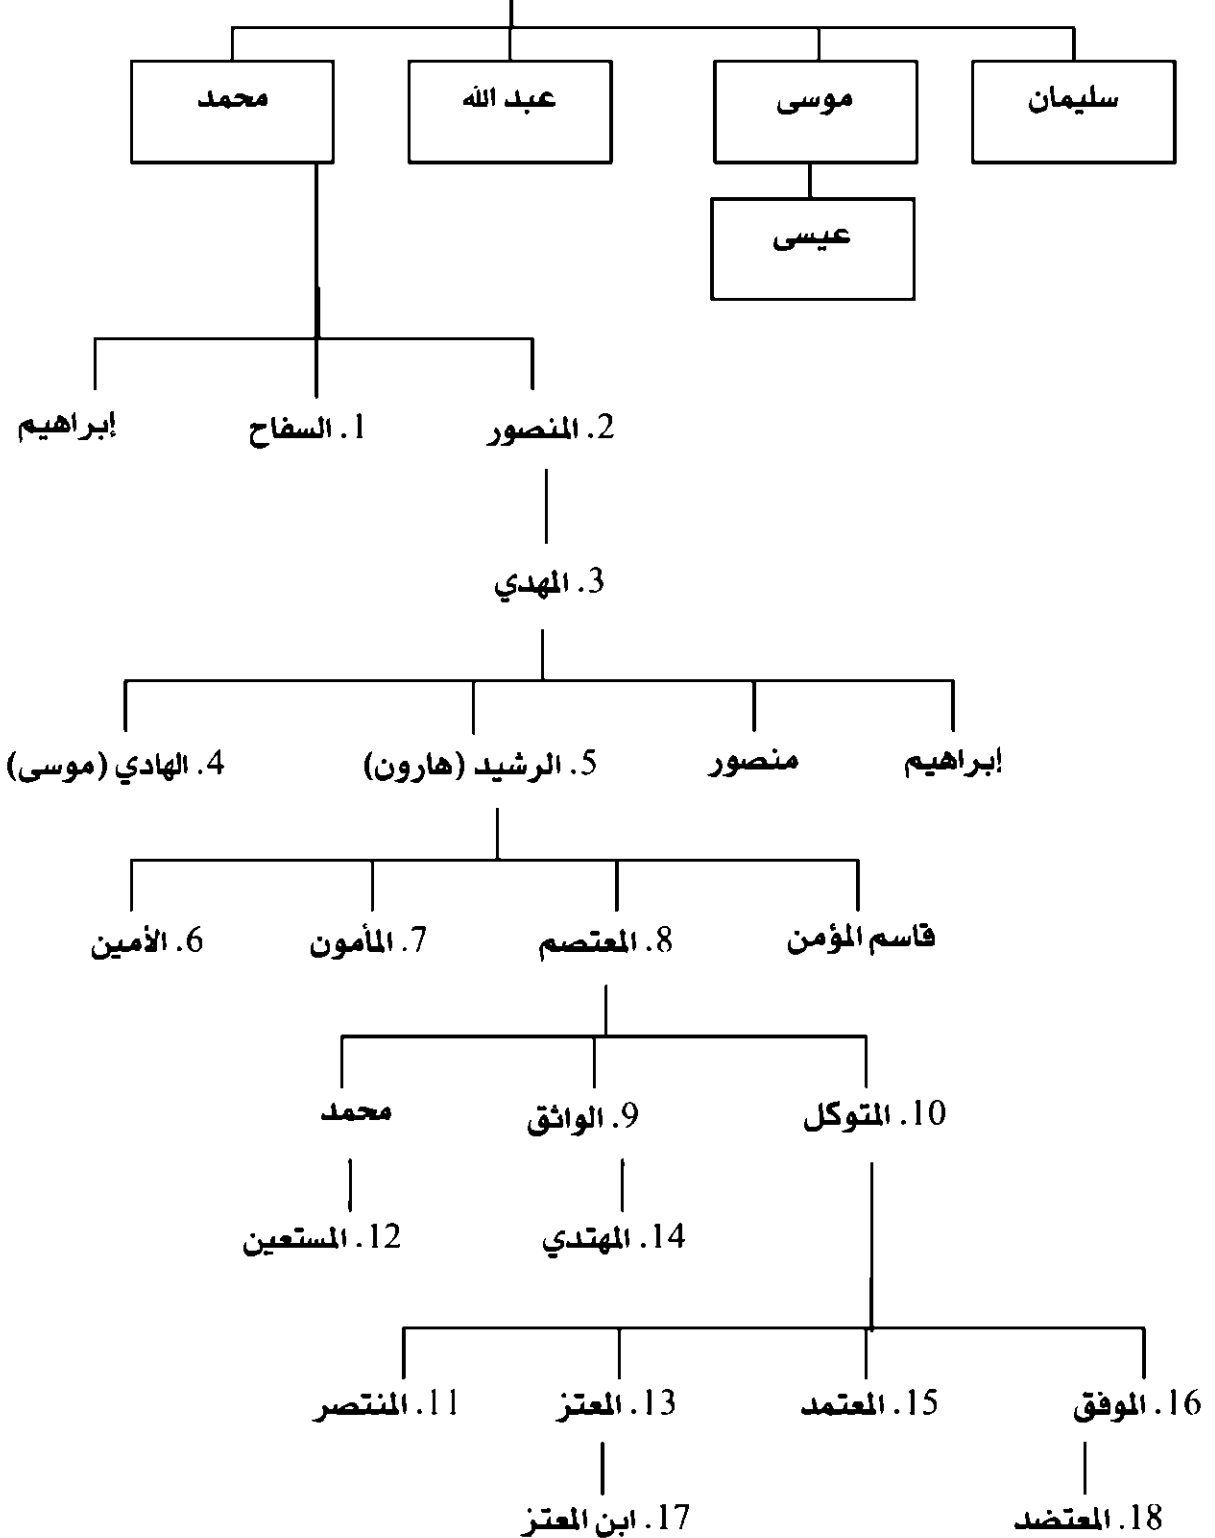 سليمان
موسى
عبد الله
محمد
عيسى
2. المنصور
1. السفاح
إبراهيم
3. المهدي
إبراهيم
منصور
5. الرشيد (هارون)
4. الهادي (موسى)
قاسم المؤمن
8. المعتصم
7. المأمون
6. الأمين
10. المتوكل
9. الواثق
محمد
14. المهتدي
12. المستعين
16. الموفق
15. المعتمد
13. المعتز
11. المنتصر
18. المعتضد
17. ابن المعتز